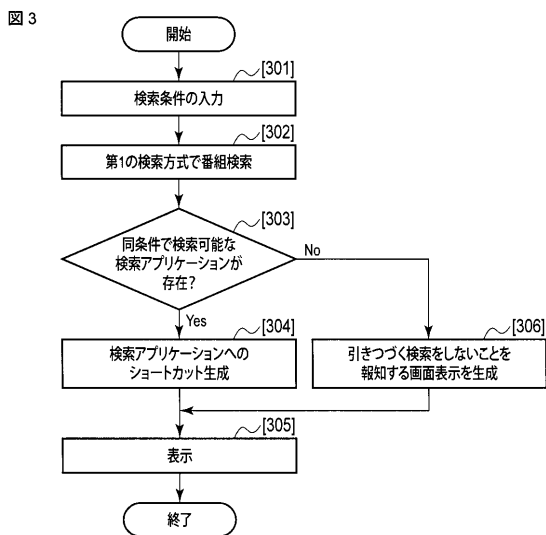 図 3
開始
[301]
検索条件の入力
[302]
第1の検索方式で番組検索
[303]
同条件で検索可能な
検索アプリケーションが
存在?
No
Yes
[304]
検索アプリケーションへの
ショートカット生成
[306]
引きつづく検索をしないことを
報知する画面表示を生成
[305]
表示
終了